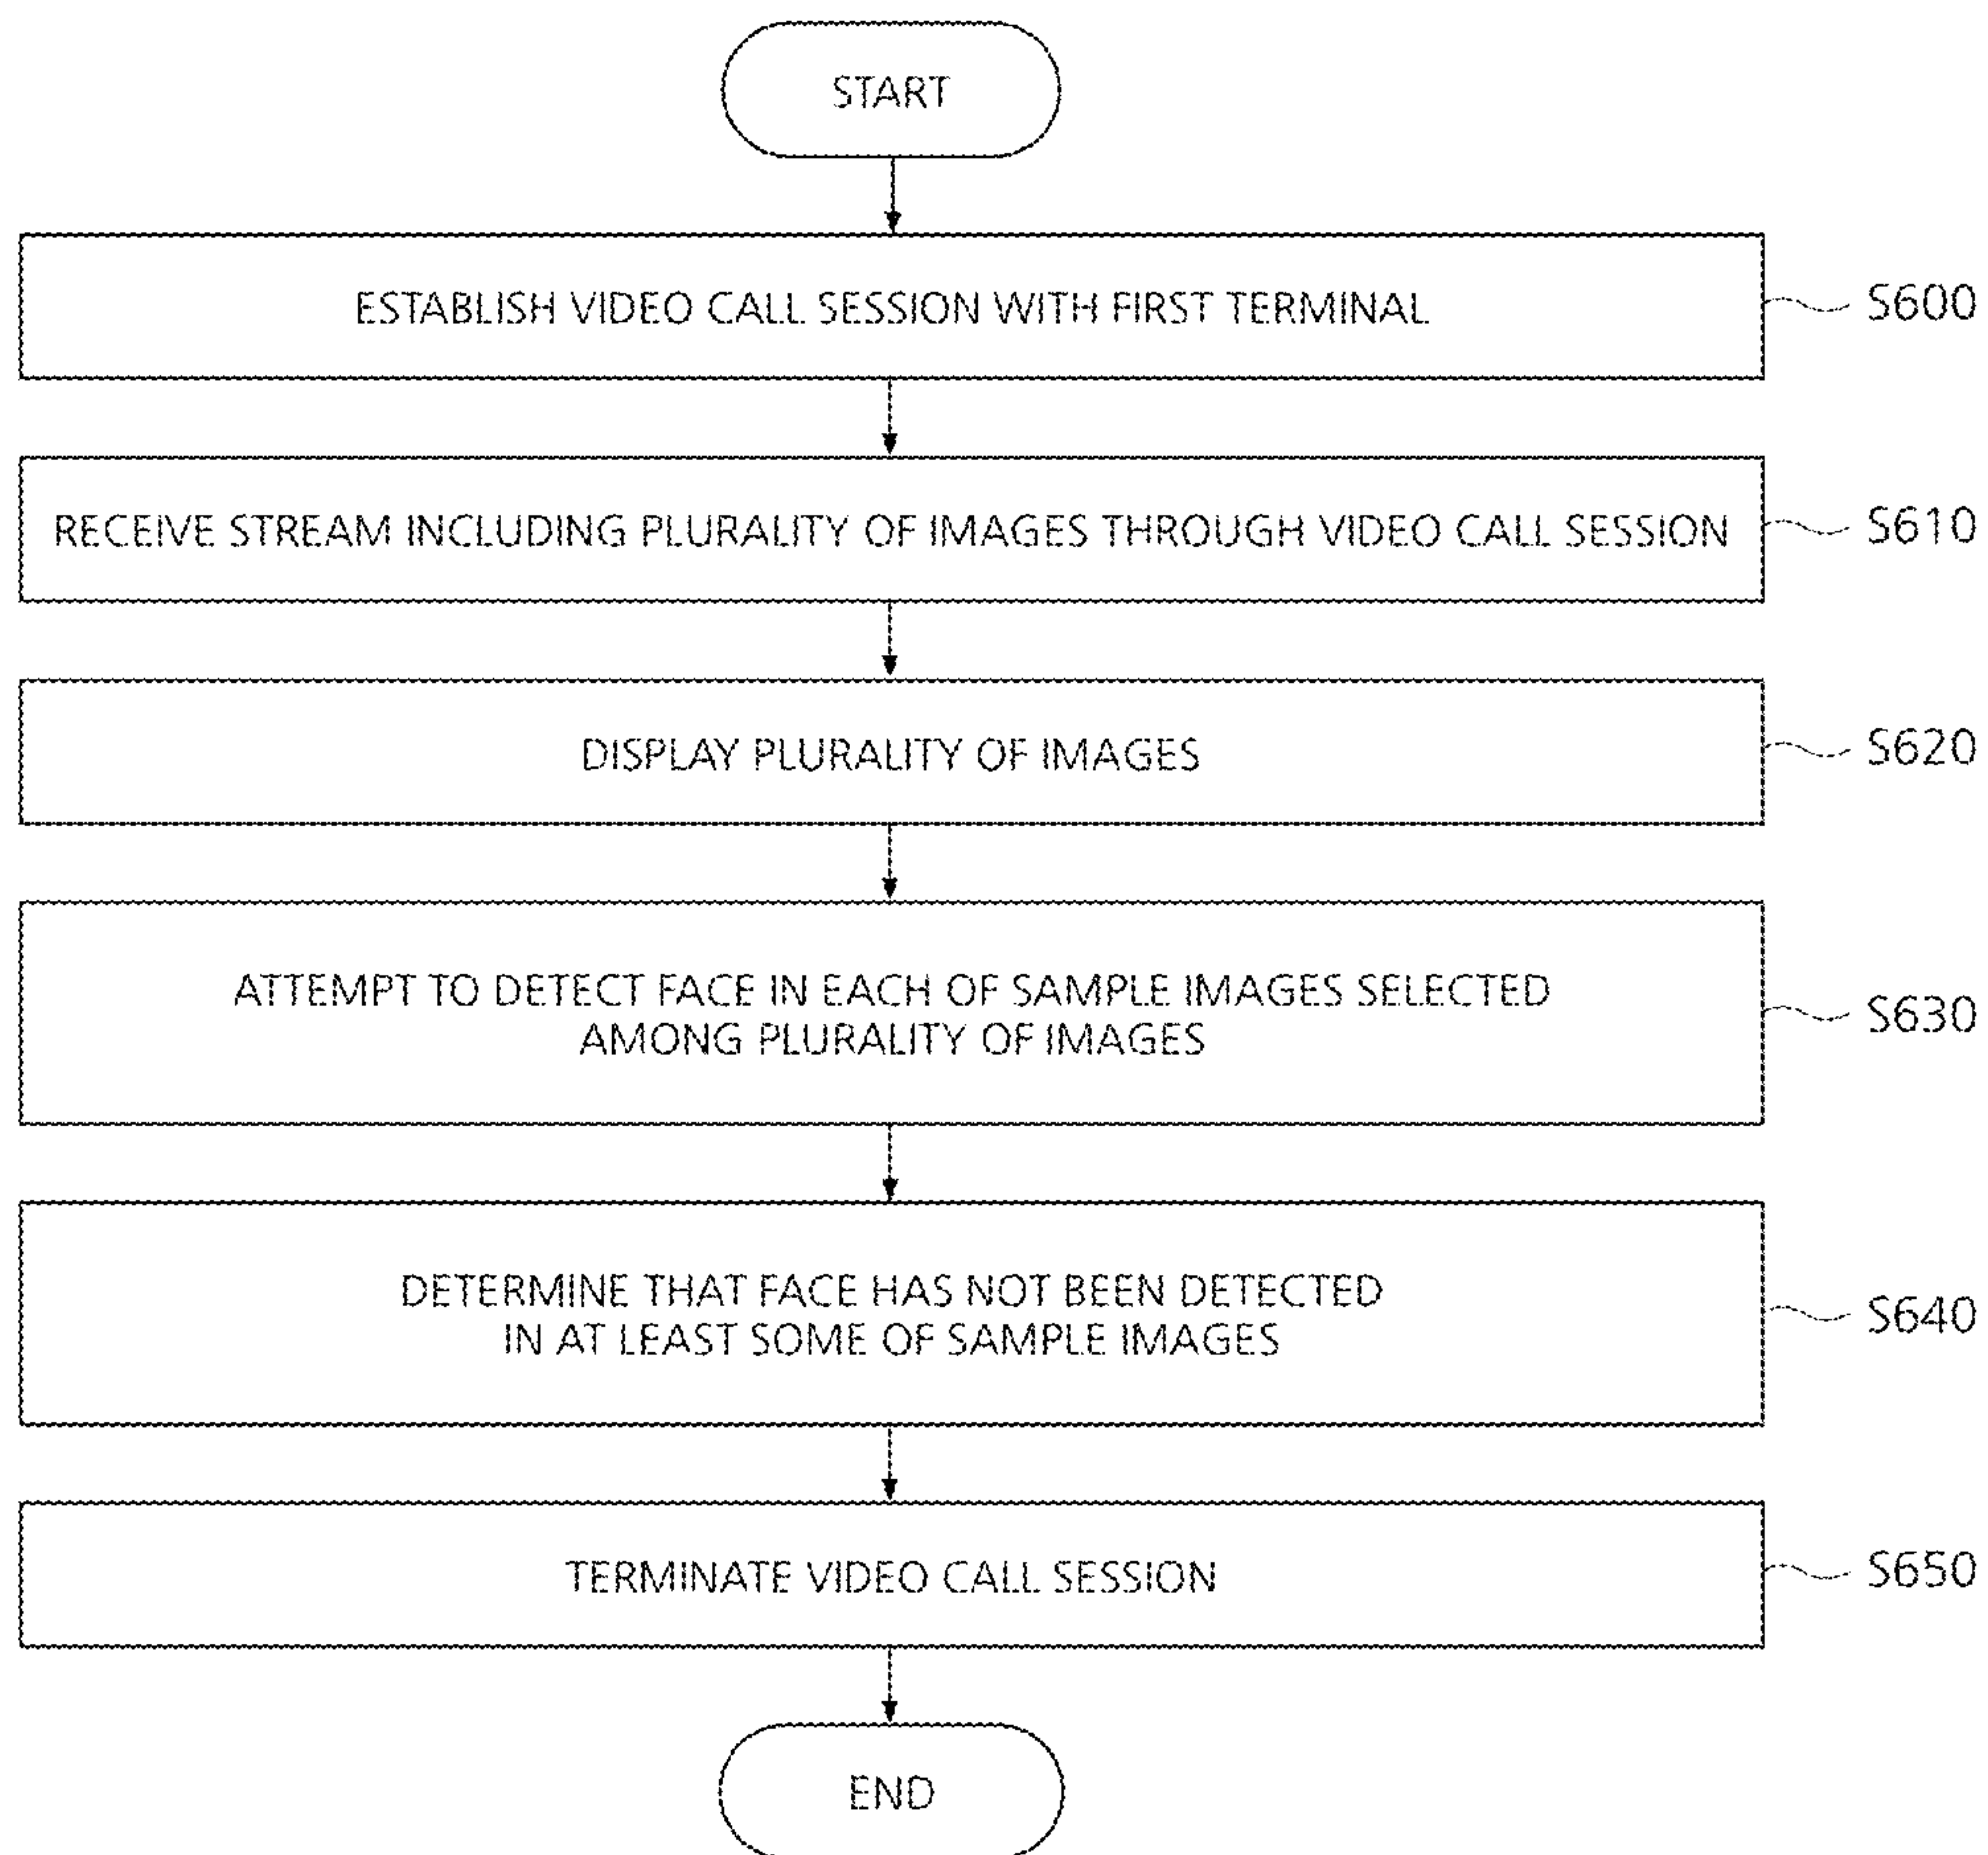 START
ESTABLISH VIDEO CALL SESSION WITH FIRST TERMINAL
S600
RECEIVE STREAM INCLUDING PLURALITY OF IMAGES THROUGH VIDEO CALL SESSION
S610
DISPLAY PLURALITY OF IMAGES
S620
ATTEMPT TO DETECT FACE IN EACH OF SAMPLE IMAGES SELECTED
AMONG PLURALITY OF IMAGES
S630
DETERMINE THAT FACE HAS NOT BEEN DETECTED
IN AT LEAST SOME OF SAMPLE IMAGES
S640
TERMINATE VIDEO CALL SESSION
S650
END